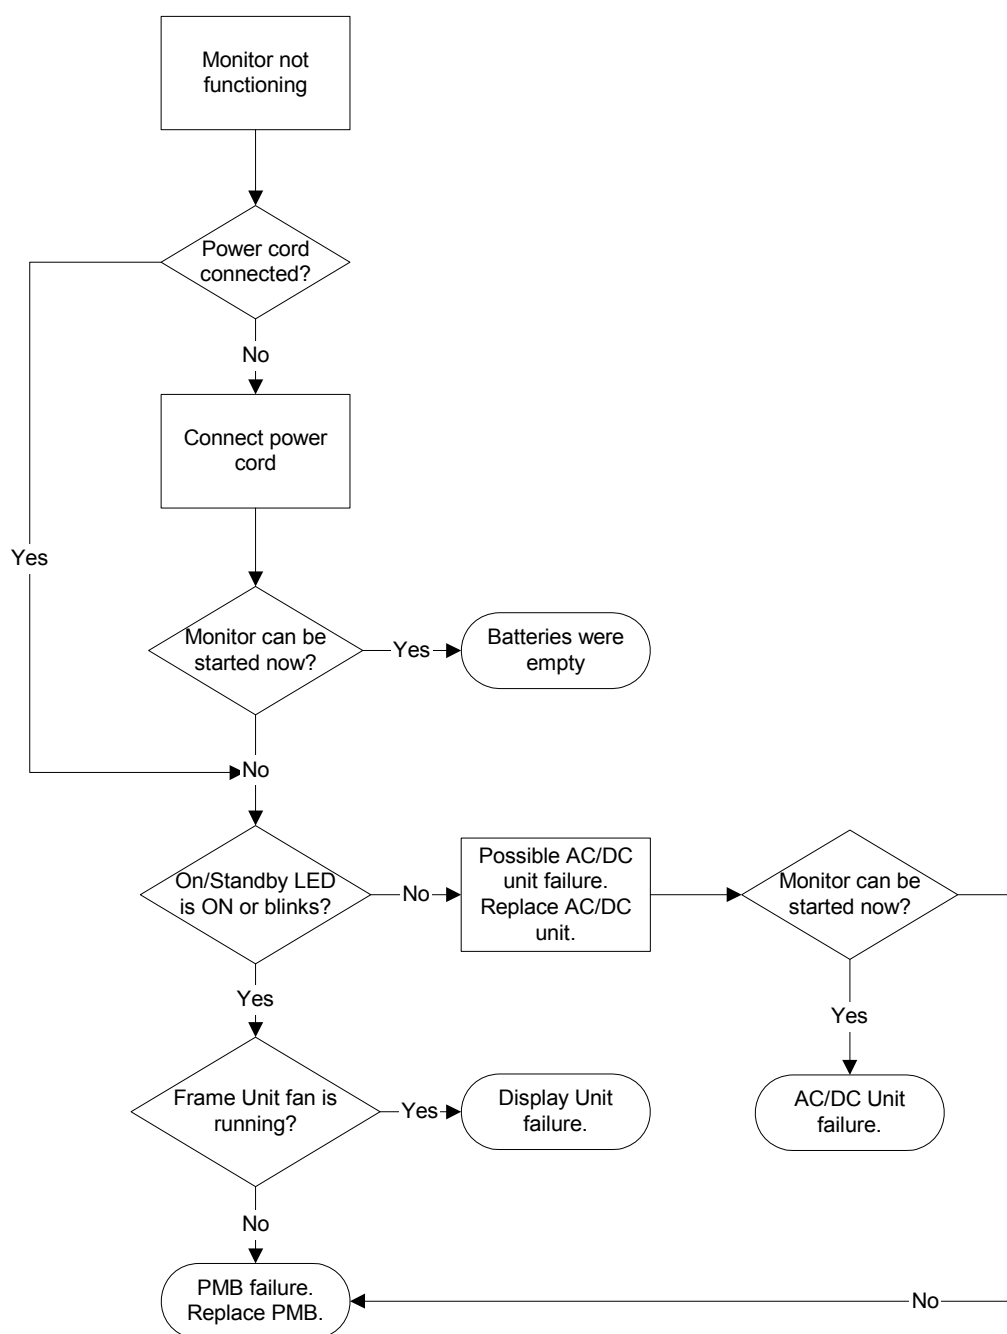 Monitor not
functioning
Power cord
connected?
No
Connect power
cord
Yes
Monitor can be
started now?
Yes
Batteries were
empty
No
On/Standby LED
is ON or blinks?
No
Possible AC/DC
unit failure.
Replace AC/DC
unit.
Monitor can be
started now?
Yes
Yes
Frame Unit fan is
running?
Yes
Display Unit
failure.
AC/DC Unit
failure.
No
PMB failure.
Replace PMB.
No